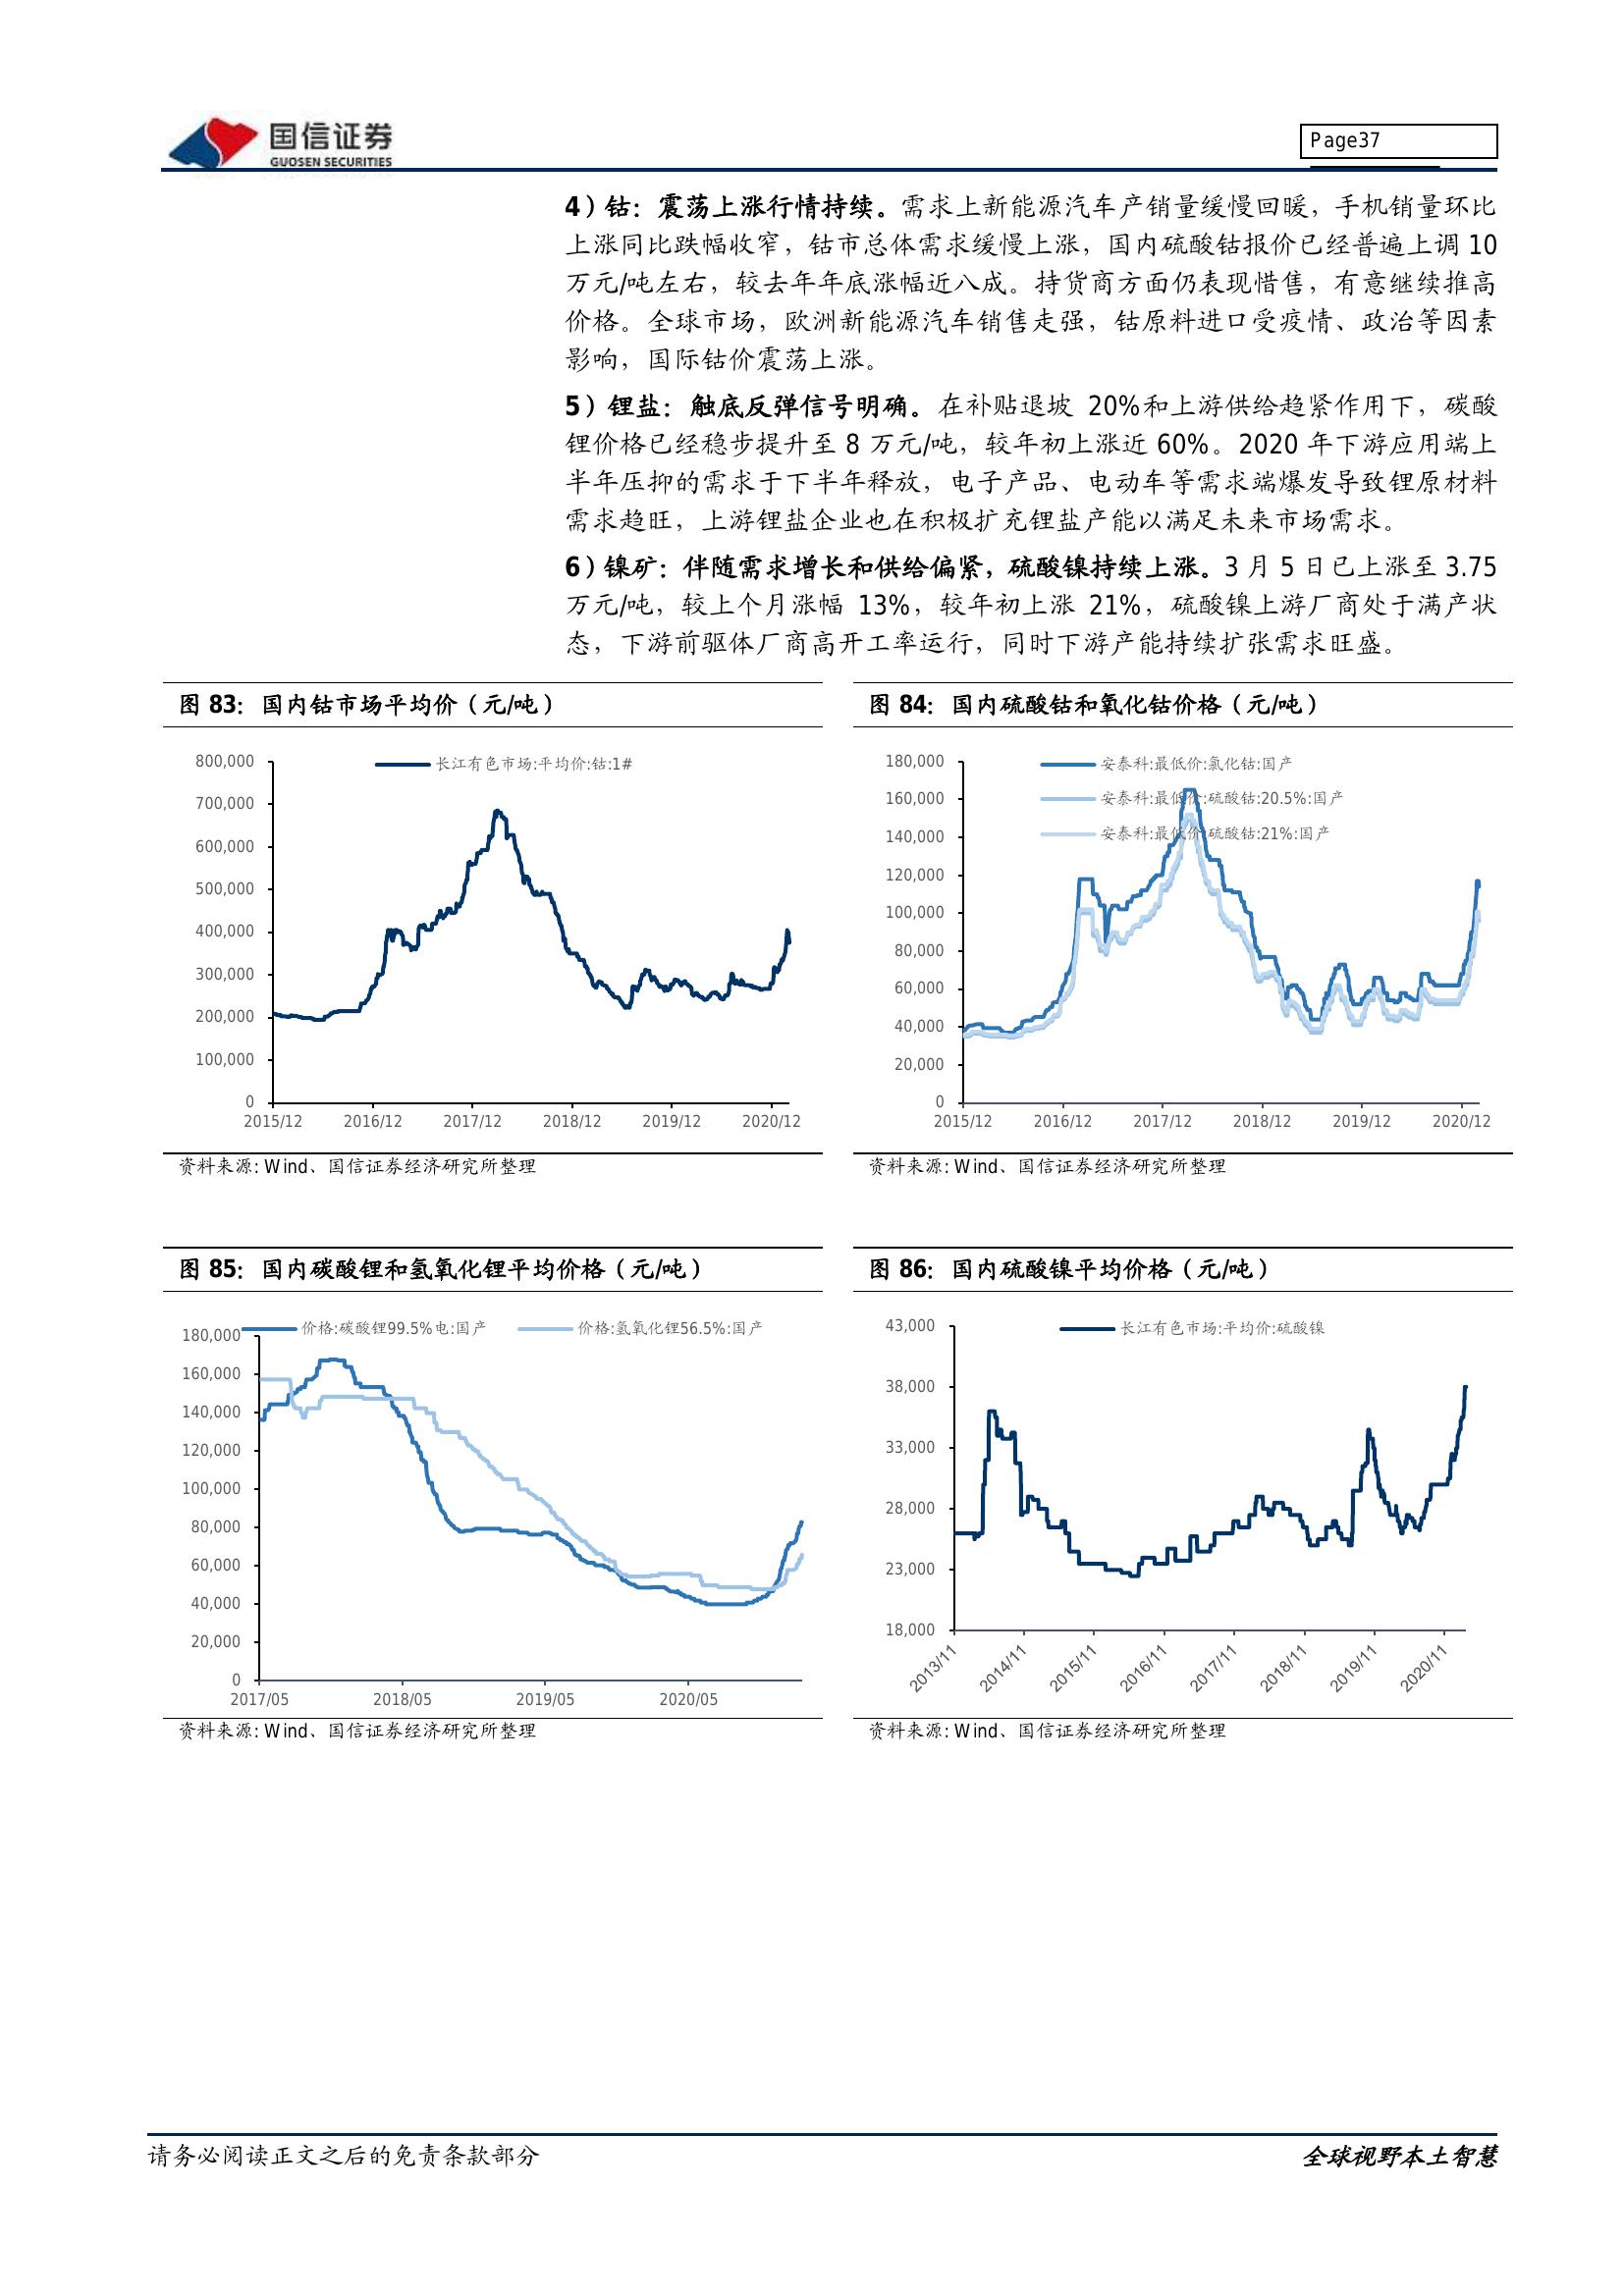 国信证券
GUOSEN SECURITIES
Page37
4）钴：震荡上涨行情持续。需求上新能源汽车产销量缓慢回暖，手机销量环比
上涨同比跌幅收窄，钴市总体需求缓慢上涨，国内硫酸钴报价已经普遍上调 10
万元/吨左右，较去年年底涨幅近八成。持货商方面仍表现惜售，有意继续推高
价格。全球市场，欧洲新能源汽车销售走强，钴原料进口受疫情、政治等因素
影响，国际钴价震荡上涨。
5）锂盐：触底反弹信号明确。在补贴退坡 20%和上游供给趋紧作用下，碳酸
锂价格已经稳步提升至 8 万元/吨，较年初上涨近 60%。2020 年下游应用端上
半年压抑的需求于下半年释放，电子产品、电动车等需求端爆发导致锂原材料
需求趋旺，上游锂盐企业也在积极扩充锂盐产能以满足未来市场需求。
6）镍矿：伴随需求增长和供给偏紧，硫酸镍持续上涨。3 月 5 日已上涨至 3.75
万元/吨，较上个月涨幅 13%，较年初上涨 21%，硫酸镍上游厂商处于满产状
态，下游前驱体厂商高开工率运行，同时下游产能持续扩张需求旺盛。
图 83：国内钴市场平均价（元/吨）
长江有色市场:平均价:钴:1#
800,000
700,000
600,000
500,000
400,000
300,000
200,000
100,000
0
2015/12 2016/12 2017/12 2018/12 2019/12 2020/12
资料来源: Wind、国信证券经济研究所整理
图 84：国内硫酸钴和氧化钴价格（元/吨）
安泰科:最低价:氯化钴:国产
安泰科:最低价:硫酸钴:20.5%:国产
安泰科:最低价:硫酸钴:21%:国产
180,000
160,000
140,000
120,000
100,000
80,000
60,000
40,000
20,000
0
2015/12 2016/12 2017/12 2018/12 2019/12 2020/12
资料来源: Wind、国信证券经济研究所整理
图 85：国内碳酸锂和氢氧化锂平均价格（元/吨）
价格:碳酸锂99.5%电:国产 价格:氢氧化锂56.5%:国产
180,000
160,000
140,000
120,000
100,000
80,000
60,000
40,000
20,000
0
2017/05 2018/05 2019/05 2020/05
资料来源: Wind、国信证券经济研究所整理
图 86：国内硫酸镍平均价格（元/吨）
长江有色市场:平均价:硫酸镍
43,000
38,000
33,000
28,000
23,000
18,000
2013/11 2014/11 2015/11 2016/11 2017/11 2018/11 2019/11 2020/11
资料来源: Wind、国信证券经济研究所整理
请务必阅读正文之后的免责条款部分
全球视野本土智慧